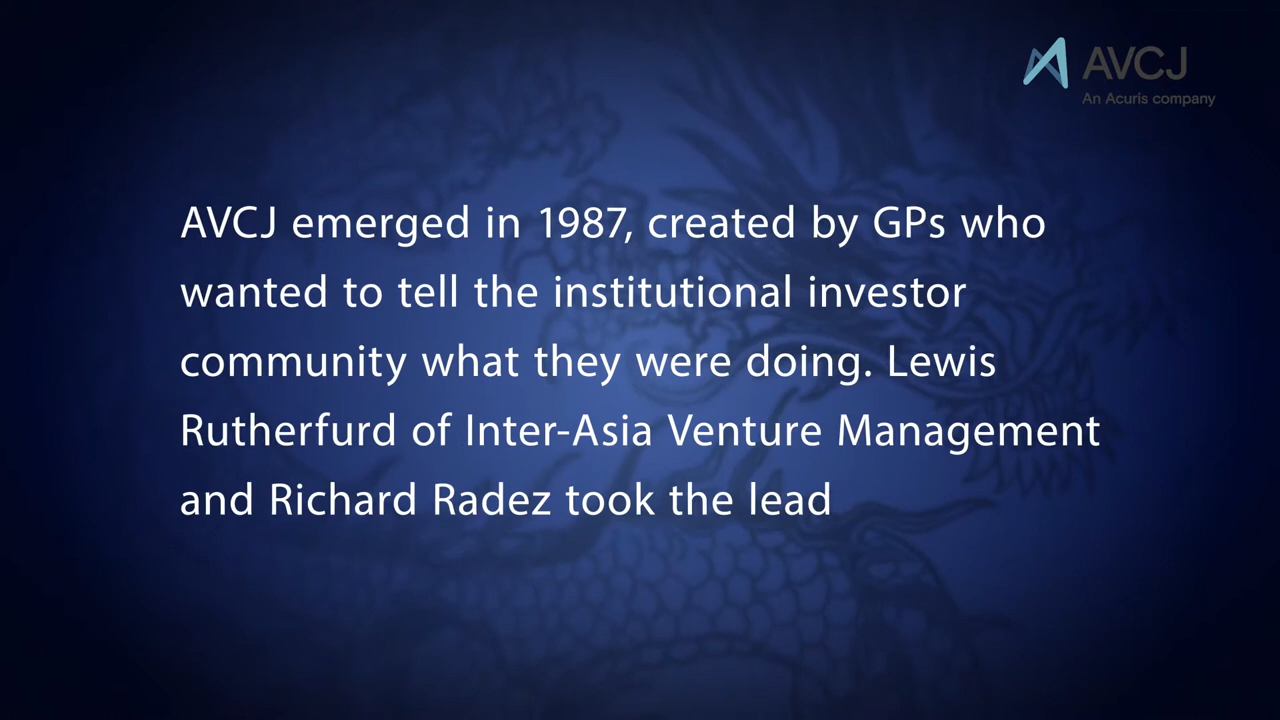 AVCJ
An Acuris company
AVCJ emerged in 1987, created by GPs who
wanted to tell the institutional investor
community what they were doing. Lewis
Rutherfurd of Inter-Asia Venture Management
and Richard Radez took the lead